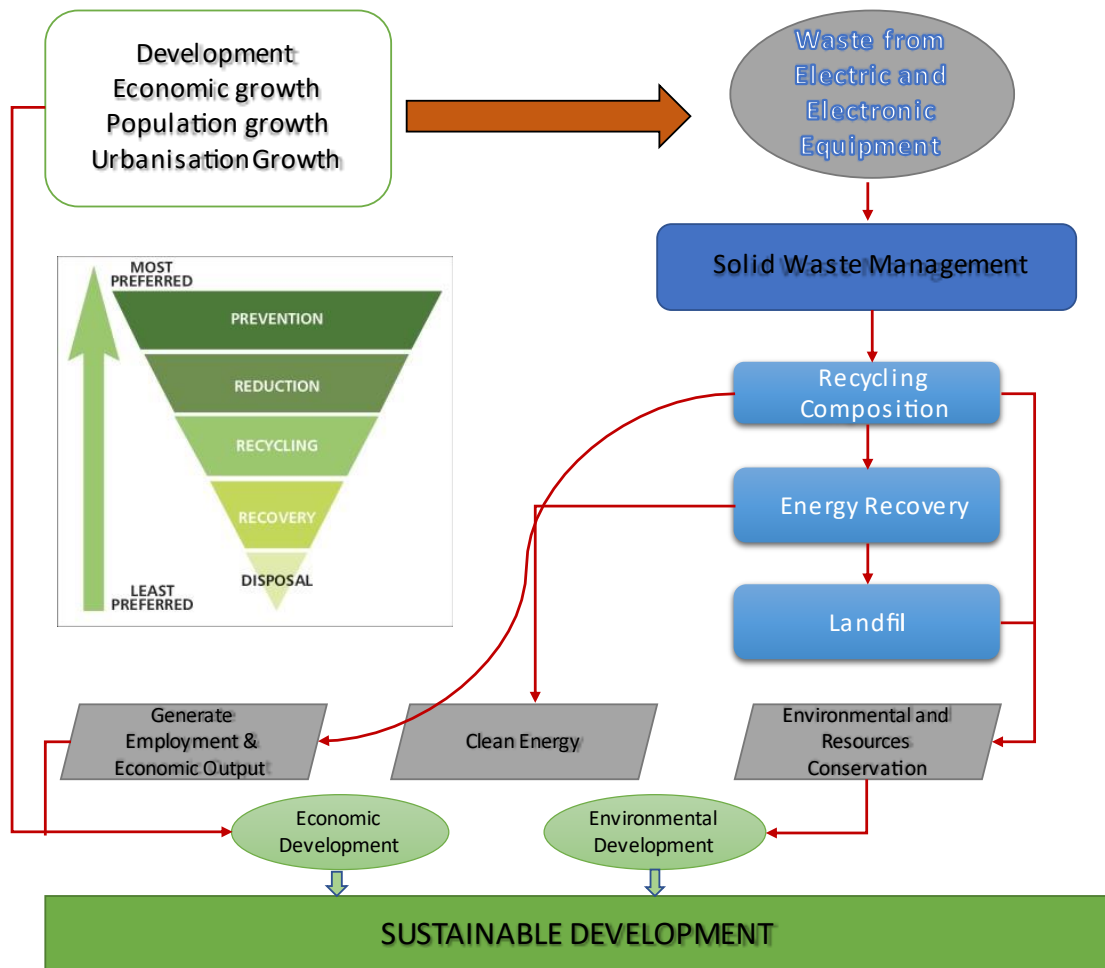 Development
Economic growth
Population growth
Urbanisation Growth
Waste from
Electric and
Electronic
Equipment
Solid Waste Management
MOST
PREFERRED
PREVENTION
REDUCTION
RECYCLING
RECOVERY
DISPOSAL
LEAST
PREFERRED
Recycling
Composition
Energy Recovery
Landfil
Generate
Employment &
Economic Output
Clean Energy
Environmental and
Resources
Conservation
Economic
Development
Environmental
Development
SUSTAINABLE DEVELOPMENT